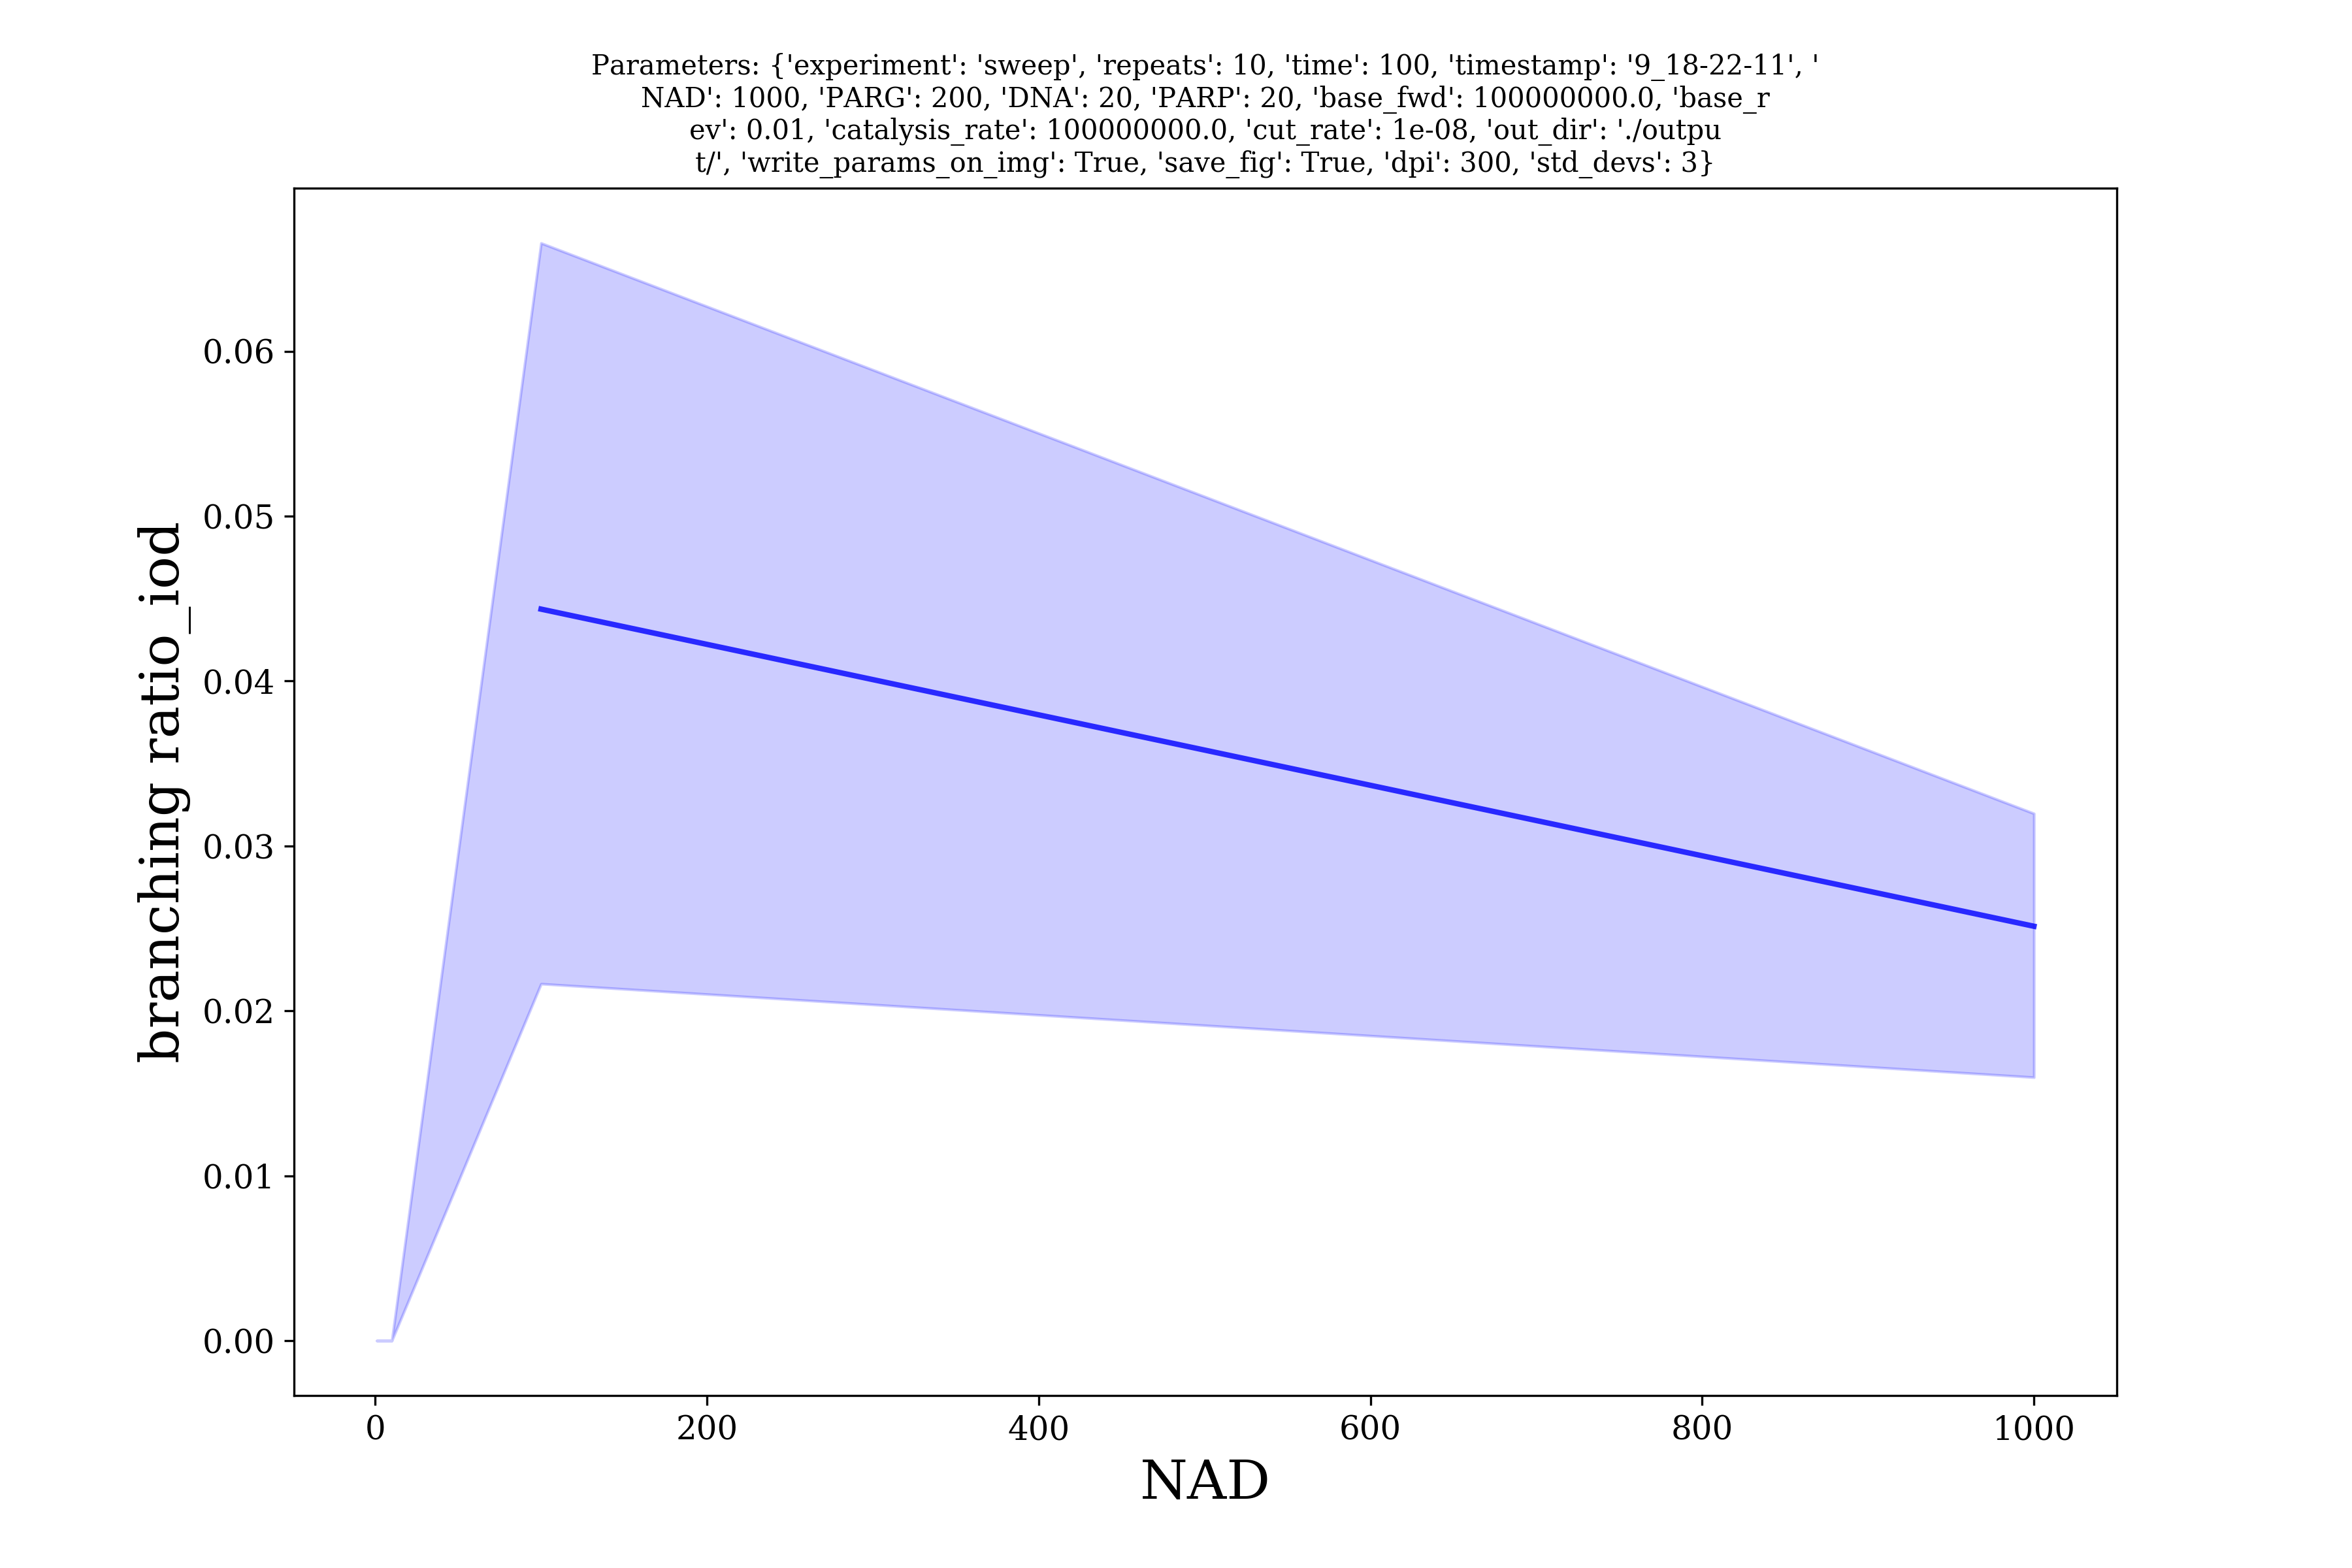 Parameters: {'experiment': 'sweep', 'repeats': 10, 'time': 100, 'timestamp': '9_18-22-11', '
NAD': 1000, 'PARG': 200, 'DNA': 20, 'PARP': 20, 'base_fwd': 100000000.0, 'base_r
ev': 0.01, 'catalysis_rate': 100000000.0, 'cut_rate': 1e-08, 'out_dir': './outpu
t/', 'write_params_on_img': True, 'save_fig': True, 'dpi': 300, 'std_devs': 3}
branching ratio_iod
0.06
0.05
0.04
0.03
0.02
0.01
0.00
0 200 400 600 800 1000
NAD